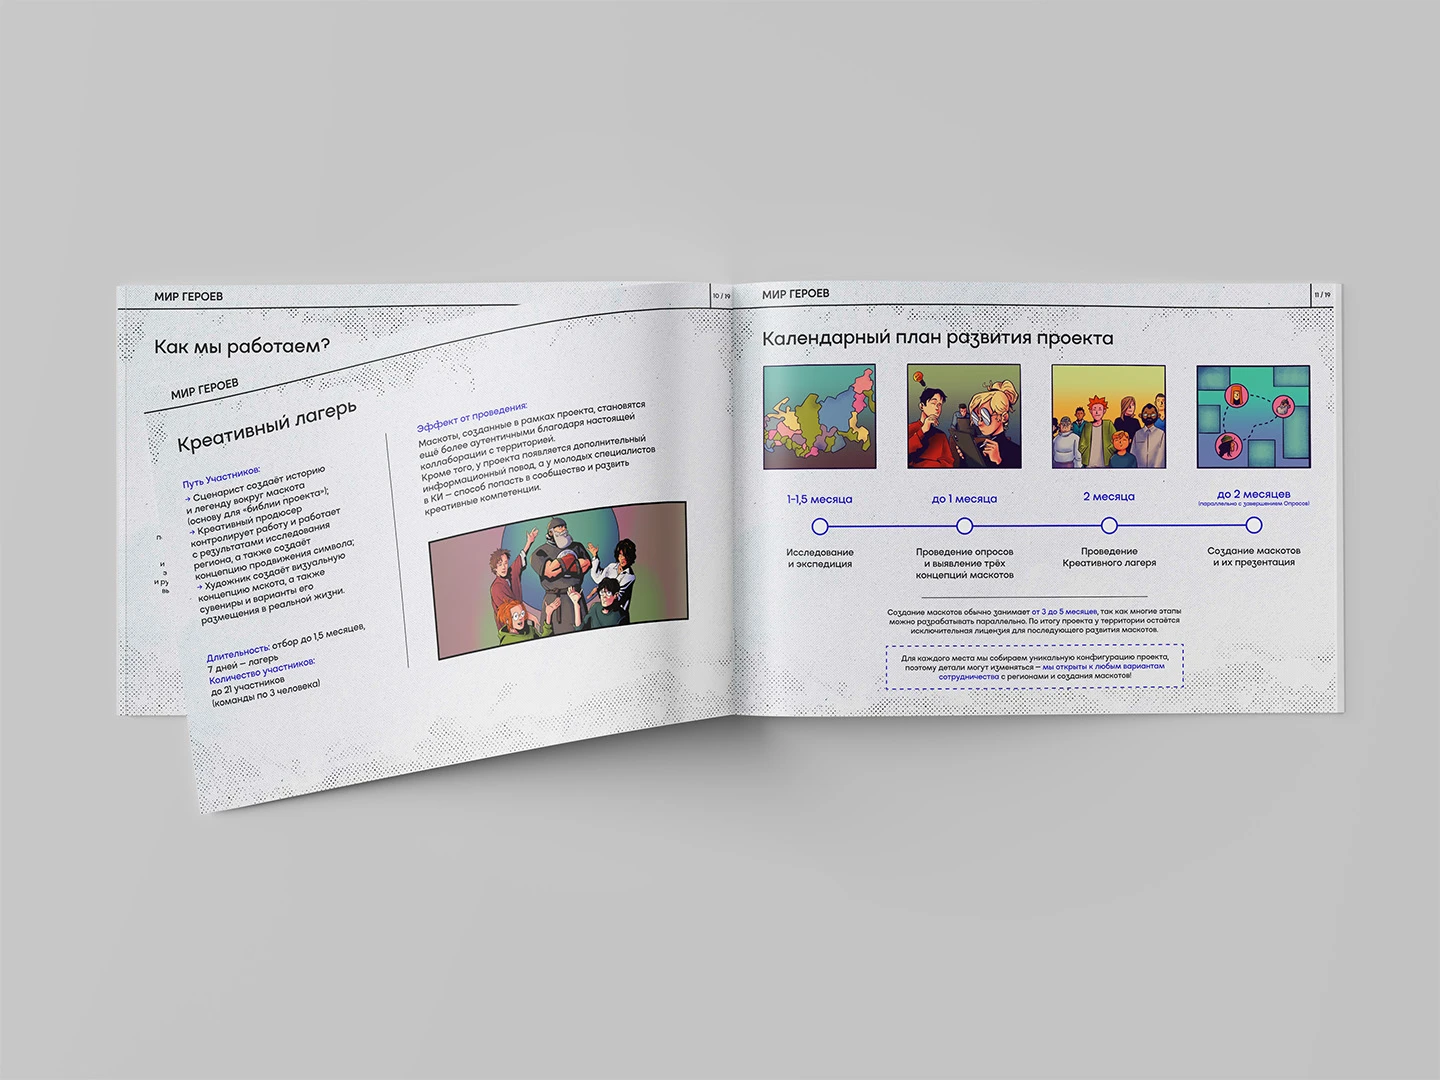 МИР ГЕРОЕВ
10 / 19
Как мы работаем?
МИР ГЕРОЕВ
Креативный лагерь
Путь Участников:
→ Сценарист создаёт историю
и легенду вокруг маскота
(основу для «библии проекта»);
→ Креативный продюсер
контролирует работу и работает
с результатами исследования
региона, а также создаёт
концепцию продвижения символа;
→ Художник создаёт визуальную
концепцию мскота, а также
сувениры и варианты его
размещения в реальной жизни.
Длительность: отбор до 1,5 месяцев,
7 дней – лагерь
Количество участников:
до 21 участников
(команды по 3 человека)
Эффект от проведения:
Маскоты, созданные в рамках проекта, становятся
ещё более аутентичными благодаря настоящей
коллаборации с территорией.
Кроме того, у проекта появляется дополнительный
информационный повод, а у молодых специалистов
в КИ – способ попасть в сообщество и развить
креативные компетенции.
МИР ГЕРОЕВ
11 / 19
Календарный план развития проекта
1-1,5 месяца
до 1 месяца
2 месяца
до 2 месяцев
(параллельно с завершением Опросов)
Исследование
и экспедиция
Проведение опросов
и выявление трёх
концепций маскотов
Проведение
Креативного лагеря
Создание маскотов
и их презентация
Создание маскотов обычно занимает от 3 до 5 месяцев, так как многие этапы
можно разрабатывать параллельно. По итогу проекта у территории остаётся
исключительная лицензия для последующего развития маскотов.
Для каждого места мы собираем уникальную конфигурацию проекта,
поэтому детали могут изменяться – мы открыты к любым вариантам
сотрудничества с регионами и создания маскотов!